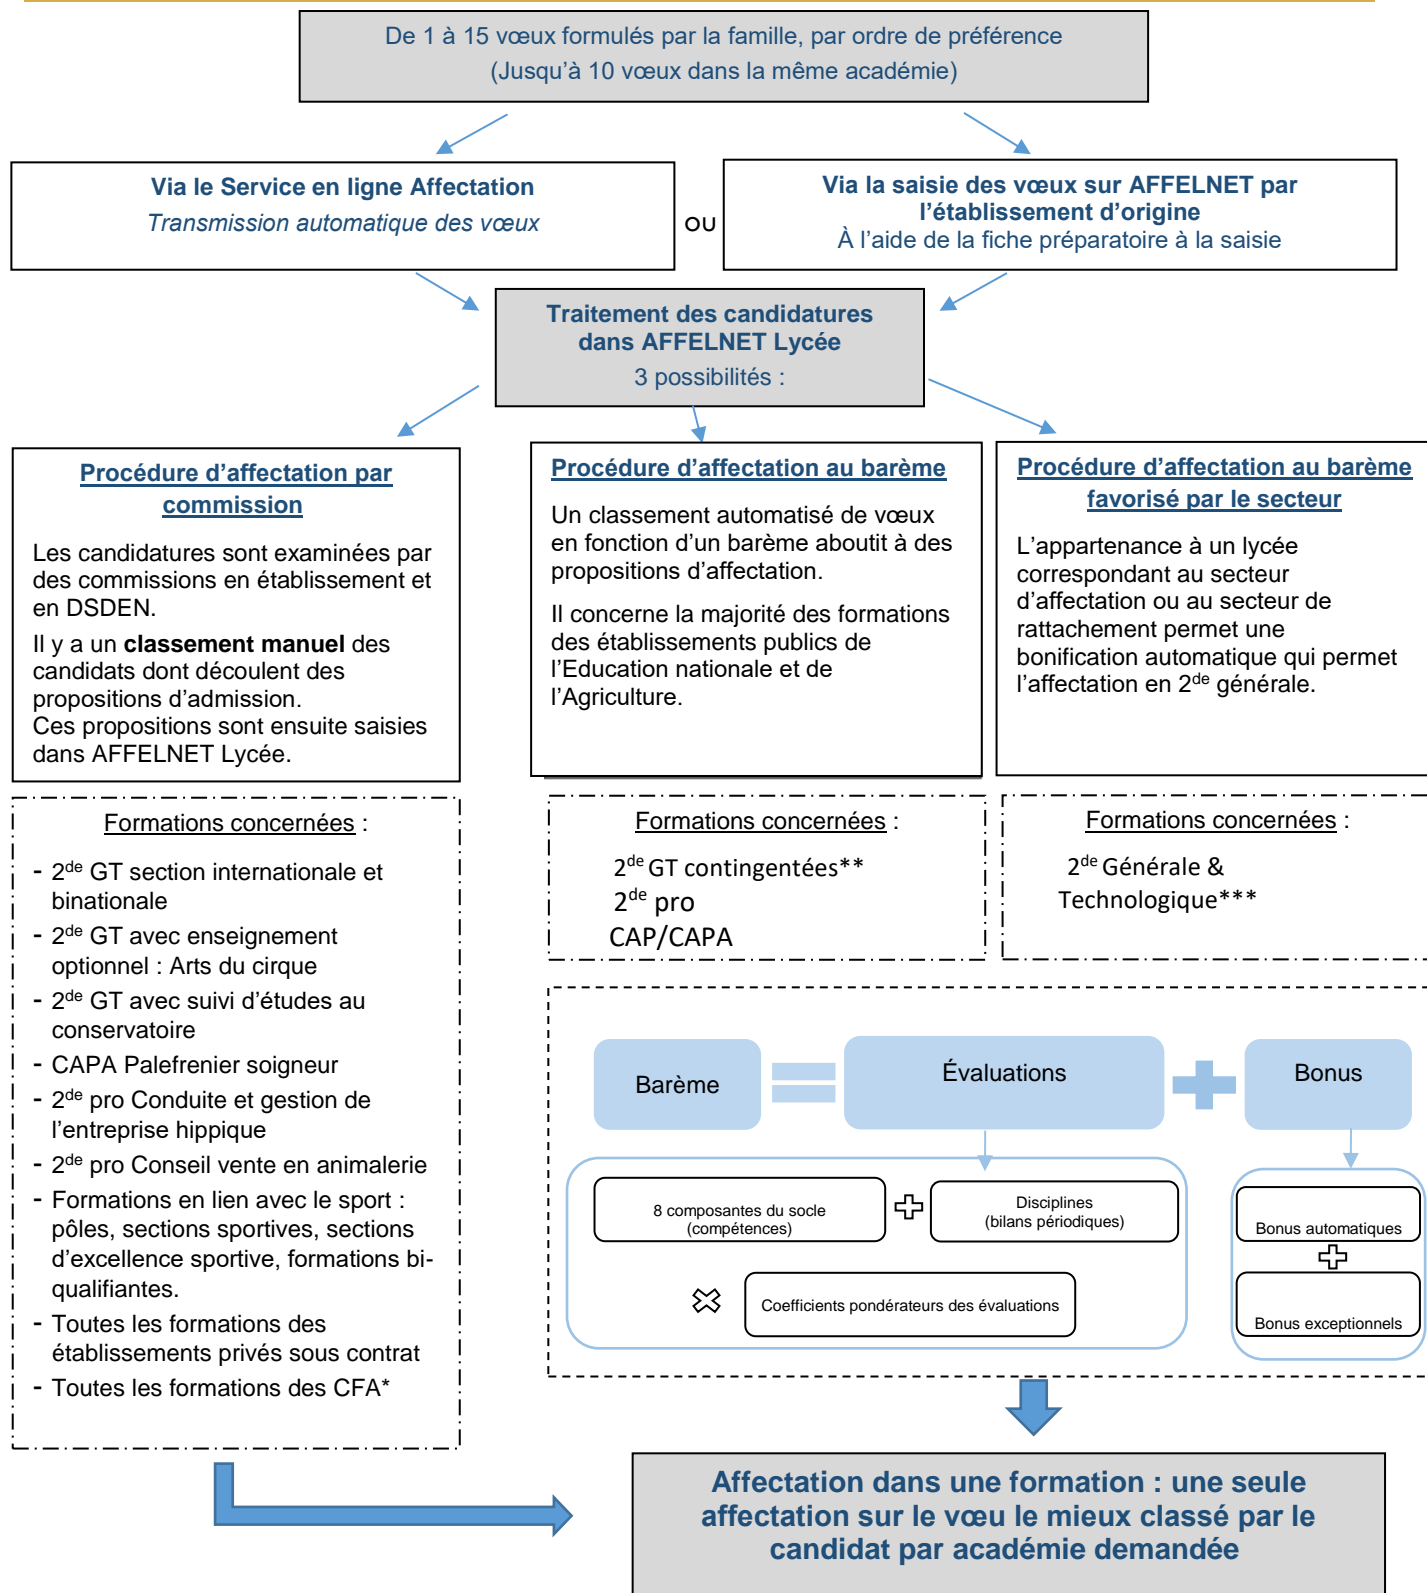 De 1 à 15 vœux formulés par la famille, par ordre de préférence
(Jusqu'à 10 vœux dans la même académie)
Via le Service en ligne Affectation
Transmission automatique des vœux
OU
Via la saisie des vœux sur AFFELNET par
l'établissement d'origine
À l'aide de la fiche préparatoire à la saisie
Traitement des candidatures
dans AFFELNET Lycée
3 possibilités :
Procédure d'affectation par
commission
Les candidatures sont examinées par
des commissions en établissement et
en DSDEN.
Il y a un classement manuel des
candidats dont découlent des
propositions d'admission.
Ces propositions sont ensuite saisies
dans AFFELNET Lycée.
Procédure d'affectation au barème
Un classement automatisé de vœux
en fonction d'un barème aboutit à des
propositions d'affectation.
Il concerne la majorité des formations
des établissements publics de
l'Education nationale et de
l'Agriculture.
Procédure d'affectation au barème
favorisé par le secteur
L'appartenance à un lycée
correspondant au secteur
d'affectation ou au secteur de
rattachement permet une
bonification automatique qui permet
l'affectation en 2de générale.
Formations concernées :
- 2de GT section internationale et
binationale
- 2de GT avec enseignement
optionnel : Arts du cirque
- 2de GT avec suivi d'études au
conservatoire
- CAPA Palefrenier soigneur
- 2de pro Conduite et gestion de
l'entreprise hippique
- 2de pro Conseil vente en animalerie
- Formations en lien avec le sport :
pôles, sections sportives, sections
d'excellence sportive, formations bi-
qualifiantes.
- Toutes les formations des
établissements privés sous contrat
- Toutes les formations des CFA*
Formations concernées :
2de GT contingentées**
2de pro
CAP/CAPA
Formations concernées :
2de Générale &
Technologique***
Barème
Évaluations
Bonus
8 composantes du socle
(compétences)
Disciplines
(bilans périodiques)
Coefficients pondérateurs des évaluations
Bonus automatiques
Bonus exceptionnels
Affectation dans une formation : une seule
affectation sur le vœu le mieux classé par le
candidat par académie demandée